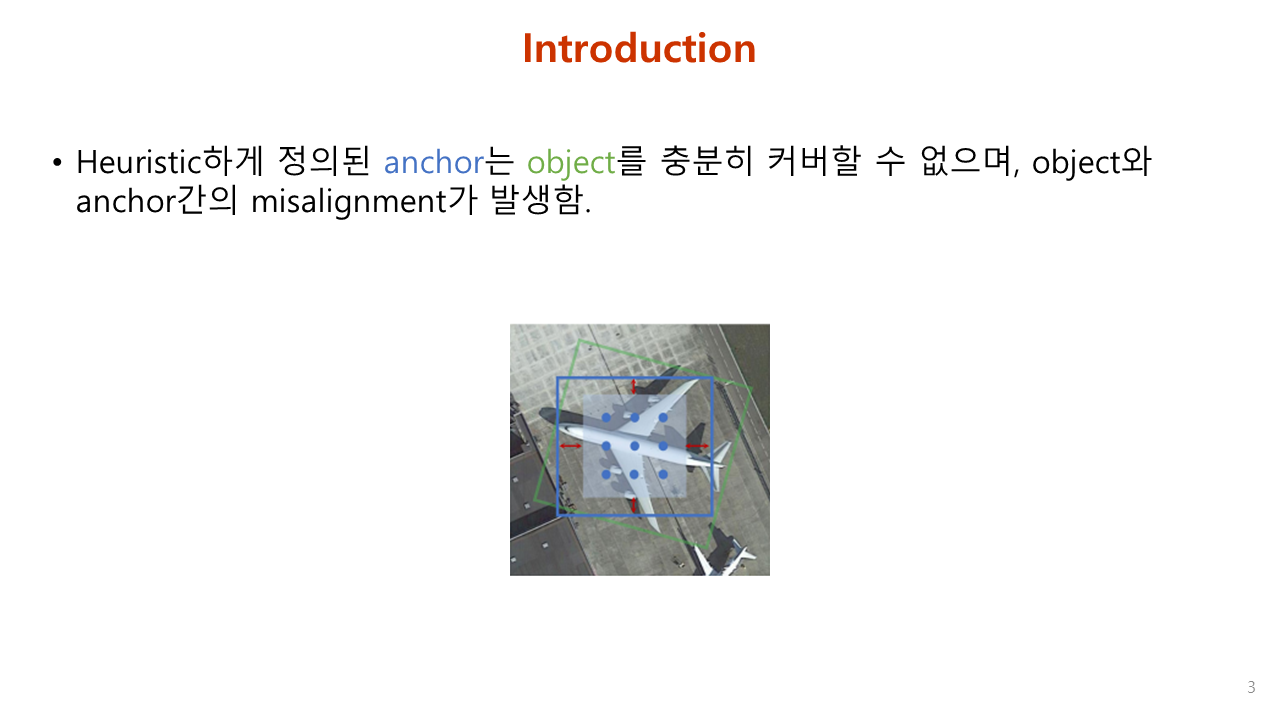 Introduction
• Heuristic하게 정의된 anchor는 object를 충분히 커버할 수 없으며, object와
anchor간의 misalignment가 발생함.
3